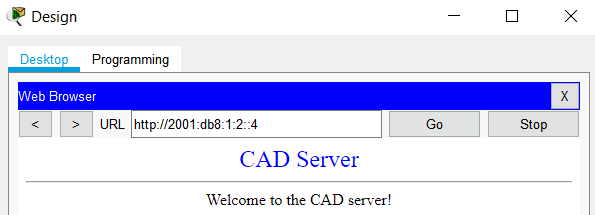 Design
Desktop Programming
Web Browser X
< > URL http://2001:db8:1:2::4 Go Stop
CAD Server
Welcome to the CAD server!